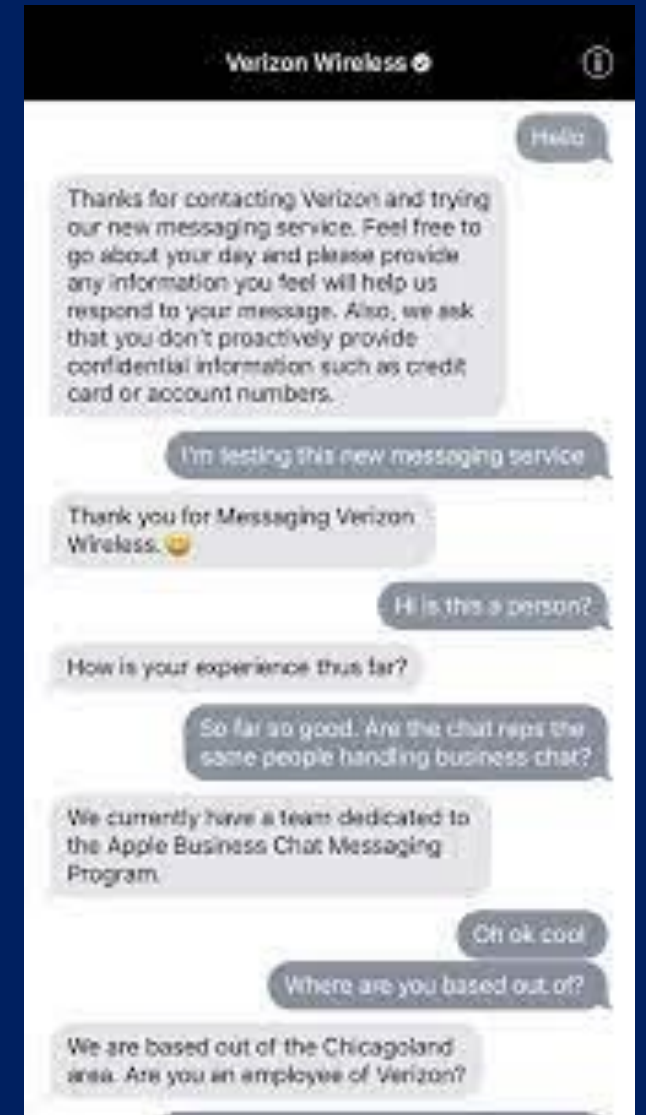 Verizon Wireless
Hello
Thanks for contacting Verizon and trying
our new messaging service. Feel free to
go about your day and please provide
any information you feel will help us
respond to your message. Also, we ask
that you don't proactively provide
confidential information such as credit
card or account numbers.
I'm testing this new messaging service
Thank you for Messaging Verizon
Wireless. 😀
Hi is this a person?
How is your experience thus far?
So far so good. Are the chat reps the
same people handling business chat?
We currently have a team dedicated to
the Apple Business Chat Messaging
Program.
Oh ok cool
Where are you based out of?
We are based out of the Chicagoland
area. Are you an employee of Verizon?